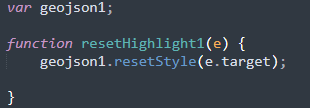 var geojson1;
function resetHighlight1(e) {
geojson1.resetStyle(e.target);
}